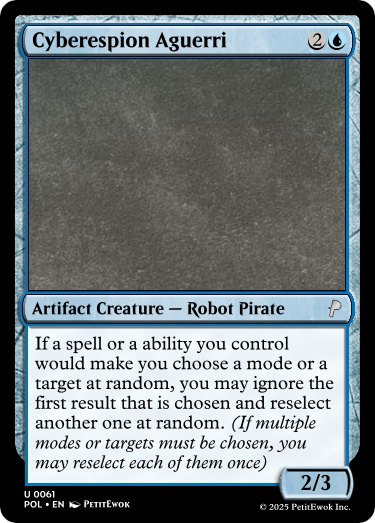 Cyberespion Aguerri 2
Artifact Creature — Robot Pirate
If a spell or a ability you control
would make you choose a mode or a
target at random, you may ignore the
first result that is chosen and reselect
another one at random. (If multiple
modes or targets must be chosen, you
may reselect each of them once)
2/3
U 0061
POL • EN PetitEwok
© 2025 PetitEwok Inc.